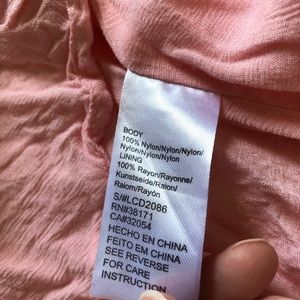 BODY
100% Nylon/Nylon/Nylon/
Nylon/Nylon/Nylon
LINING
100% Rayon/Rayonne/
Kunstseide/Raion/
Raiom/Rayón
S/#LCD2086
RN#38171
CA#32054
HECHO EN CHINA
FEITO EM CHINA
SEE REVERSE
FOR CARE
INSTRUCTION